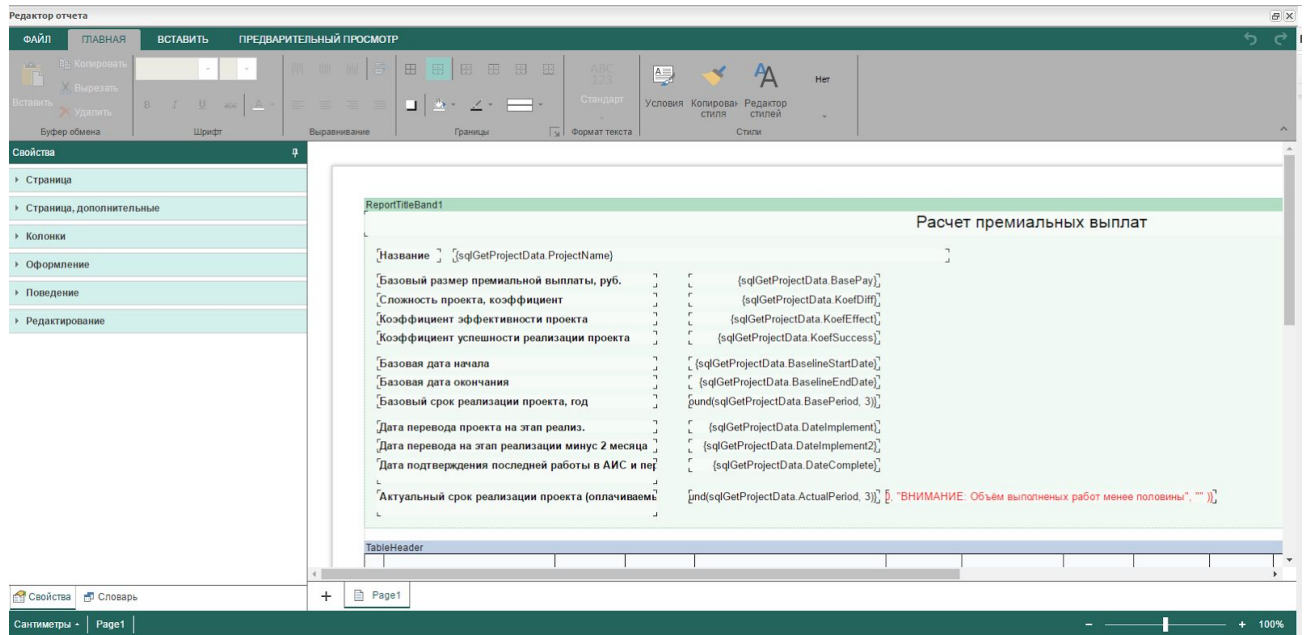 Редактор отчета
ФАЙЛ ГЛАВНАЯ ВСТАВИТЬ ПРЕДВАРИТЕЛЬНЫЙ ПРОСМОТР
Вставить
Копировать
Вырезать
Удалить
B I U abc A
ABC
123
Стандарт
Условия
Копирован
стиля
Редактор
стилей
Нет
Буфер обмена Шрифт Выравнивание Границы Формат текста Стили
Свойства
Страница
Страница, дополнительные
Колонки
Оформление
Поведение
Редактирование
ReportTitleBand1
Расчет премиальных выплат
Название {sqlGetProjectData.ProjectName}
Базовый размер премиальной выплаты, руб. {sqlGetProjectData.BasePay}
Сложность проекта, коэффициент {sqlGetProjectData.KoefDiff}
Коэффициент эффективности проекта {sqlGetProjectData.KoefEffect}
Коэффициент успешности реализации проекта {sqlGetProjectData.KoefSuccess}
Базовая дата начала {sqlGetProjectData.BaselineStartDate}
Базовая дата окончания {sqlGetProjectData.BaselineEndDate}
Базовый срок реализации проекта, год ound(sqlGetProjectData.BasePeriod, 3)}
Дата перевода проекта на этап реализ. {sqlGetProjectData.DateImplement}
Дата перевода на этап реализации минус 2 месяца {sqlGetProjectData.DateImplement2}
Дата подтверждения последней работы в АИС и пер {sqlGetProjectData.DateComplete}
Актуальный срок реализации проекта (оплачиваемь und(sqlGetProjectData.ActualPeriod, 3)} ), "ВНИМАНИЕ: Объём выполненых работ менее половины", "" )}
TableHeader
Свойства Словарь
Page1
Сантиметры Page1 100%